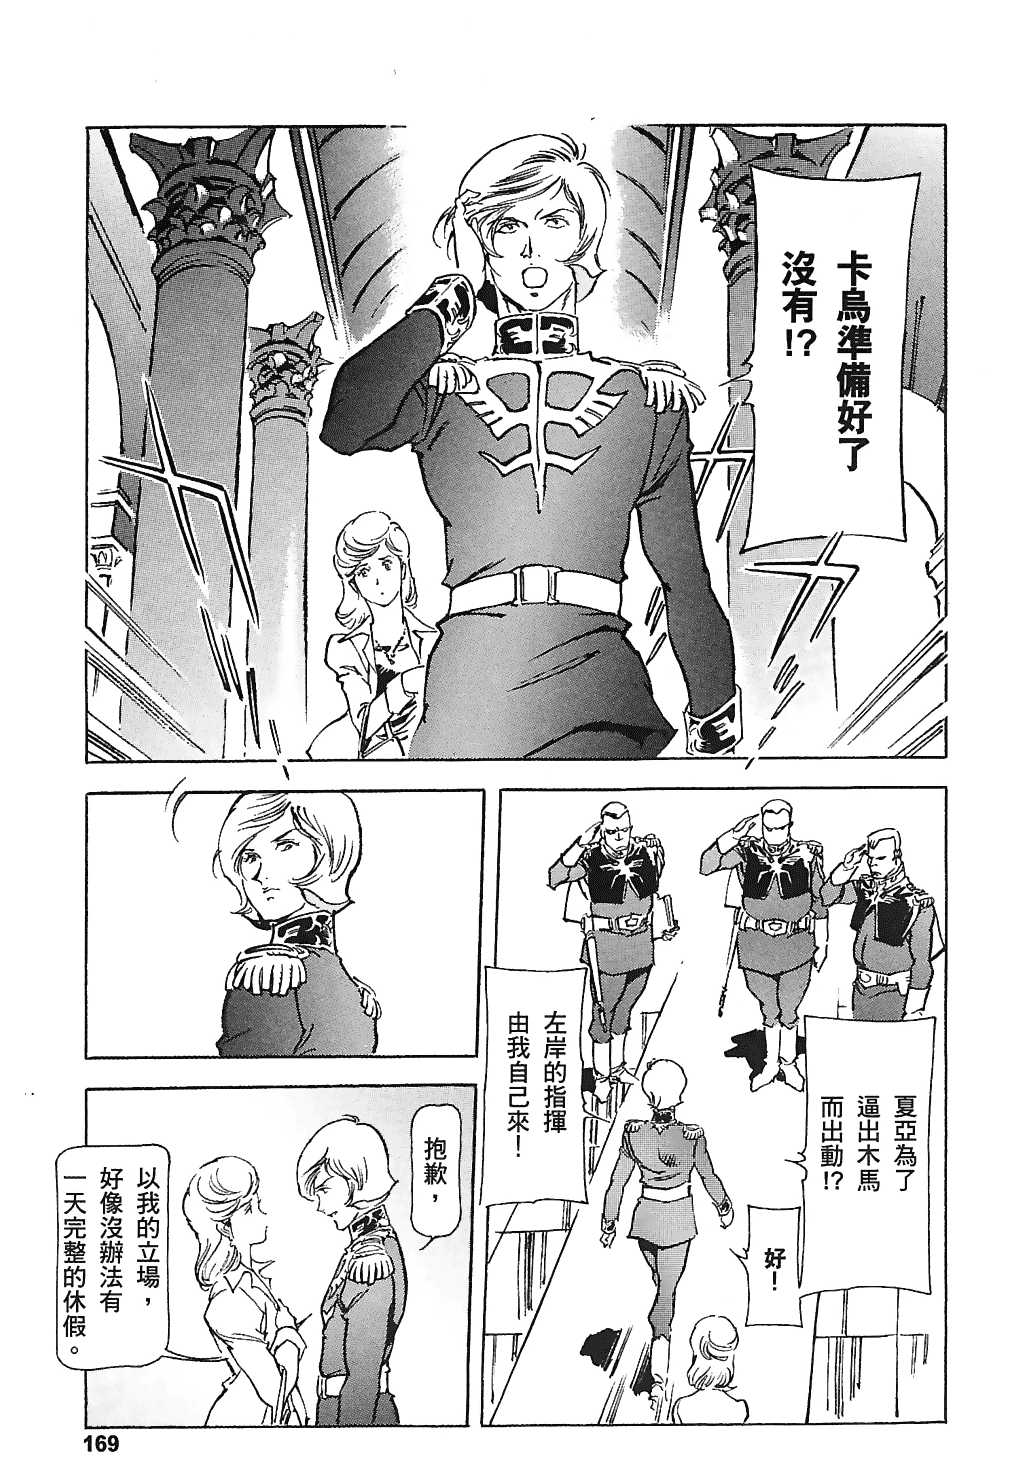 卡烏準備好了
沒有!?
夏亞為了
逼出木馬
而出動!?
好！
左岸的指揮
由我自己來！
抱歉，
以我的立場，
好像沒辦法有
一天完整的休假。
169